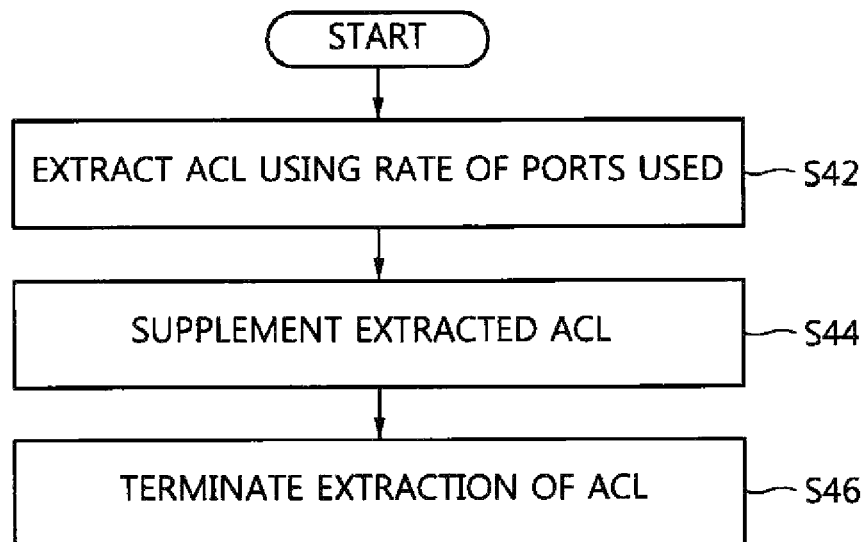 START
EXTRACT ACL USING RATE OF PORTS USED
S42
SUPPLEMENT EXTRACTED ACL
S44
TERMINATE EXTRACTION OF ACL
S46